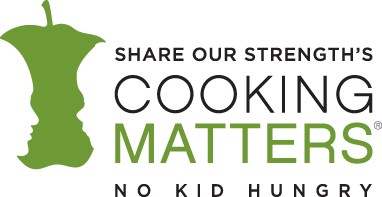 SHARE OUR STRENGTH'S
COOKING
MATTERS®
NO KID HUNGRY